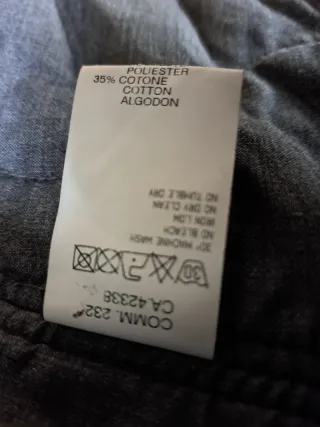 POLIESTER
35% COTONE
COTTON
ALGODON
30° MACHINE WASH
NO BLEACH
IRON LOW
NO DRY CLEAN
NO TUMBLE DRY
30
COMM. 232
CA.42338